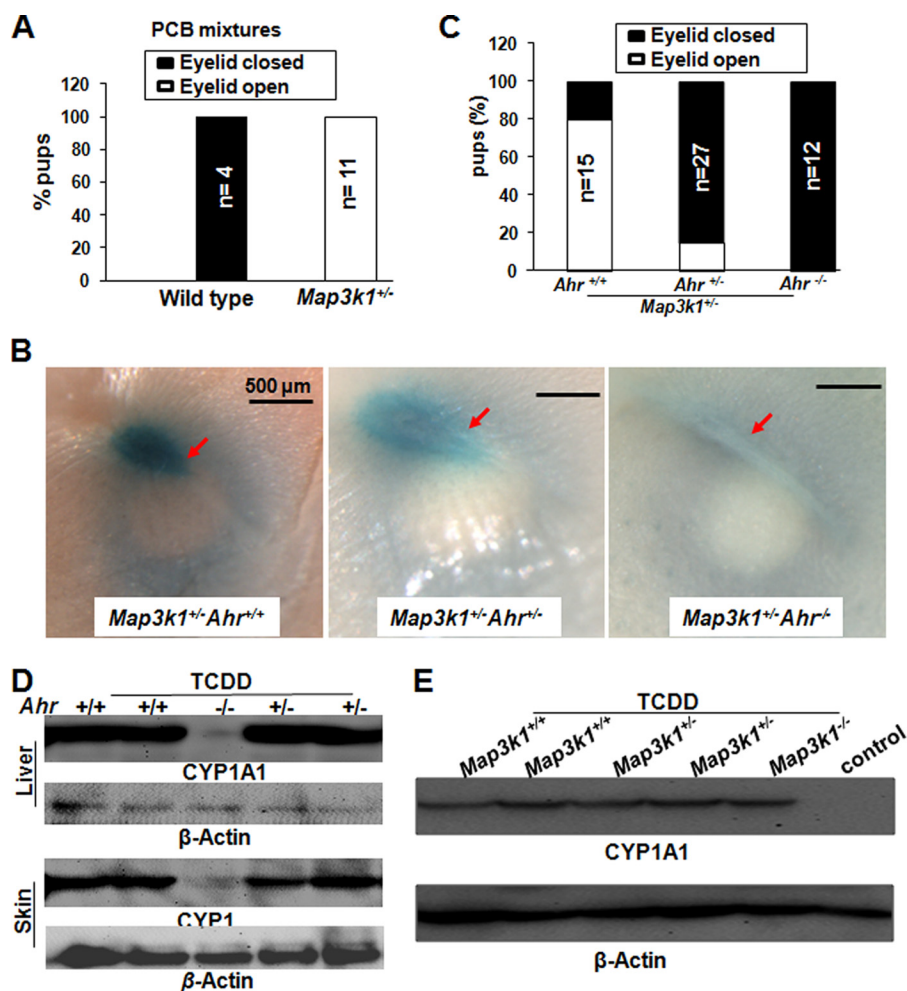 A
PCB mixtures
Eyelid closed
Eyelid open
% pups
120
100
80
60
40
20
0
n= 4
n= 11
Wild type
Map3k1+/-
C
Eyelid closed
Eyelid open
pups (%)
120
100
80
60
40
20
0
n=15
n=27
n=12
Ahr +/+
Ahr +/-
Ahr -/-
Map3k1+/-
B
500 µm
Map3k1+/-Ahr+/+
Map3k1+/-Ahr+/-
Map3k1+/-Ahr-/-
D
TCDD
Ahr +/+ +/+ -/- +/- +/-
Liver
CYP1A1
β-Actin
Skin
CYP1
β-Actin
E
TCDD
Map3k1+/+ Map3k1+/+ Map3k1+/- Map3k1+/- Map3k1-/- control
CYP1A1
β-Actin